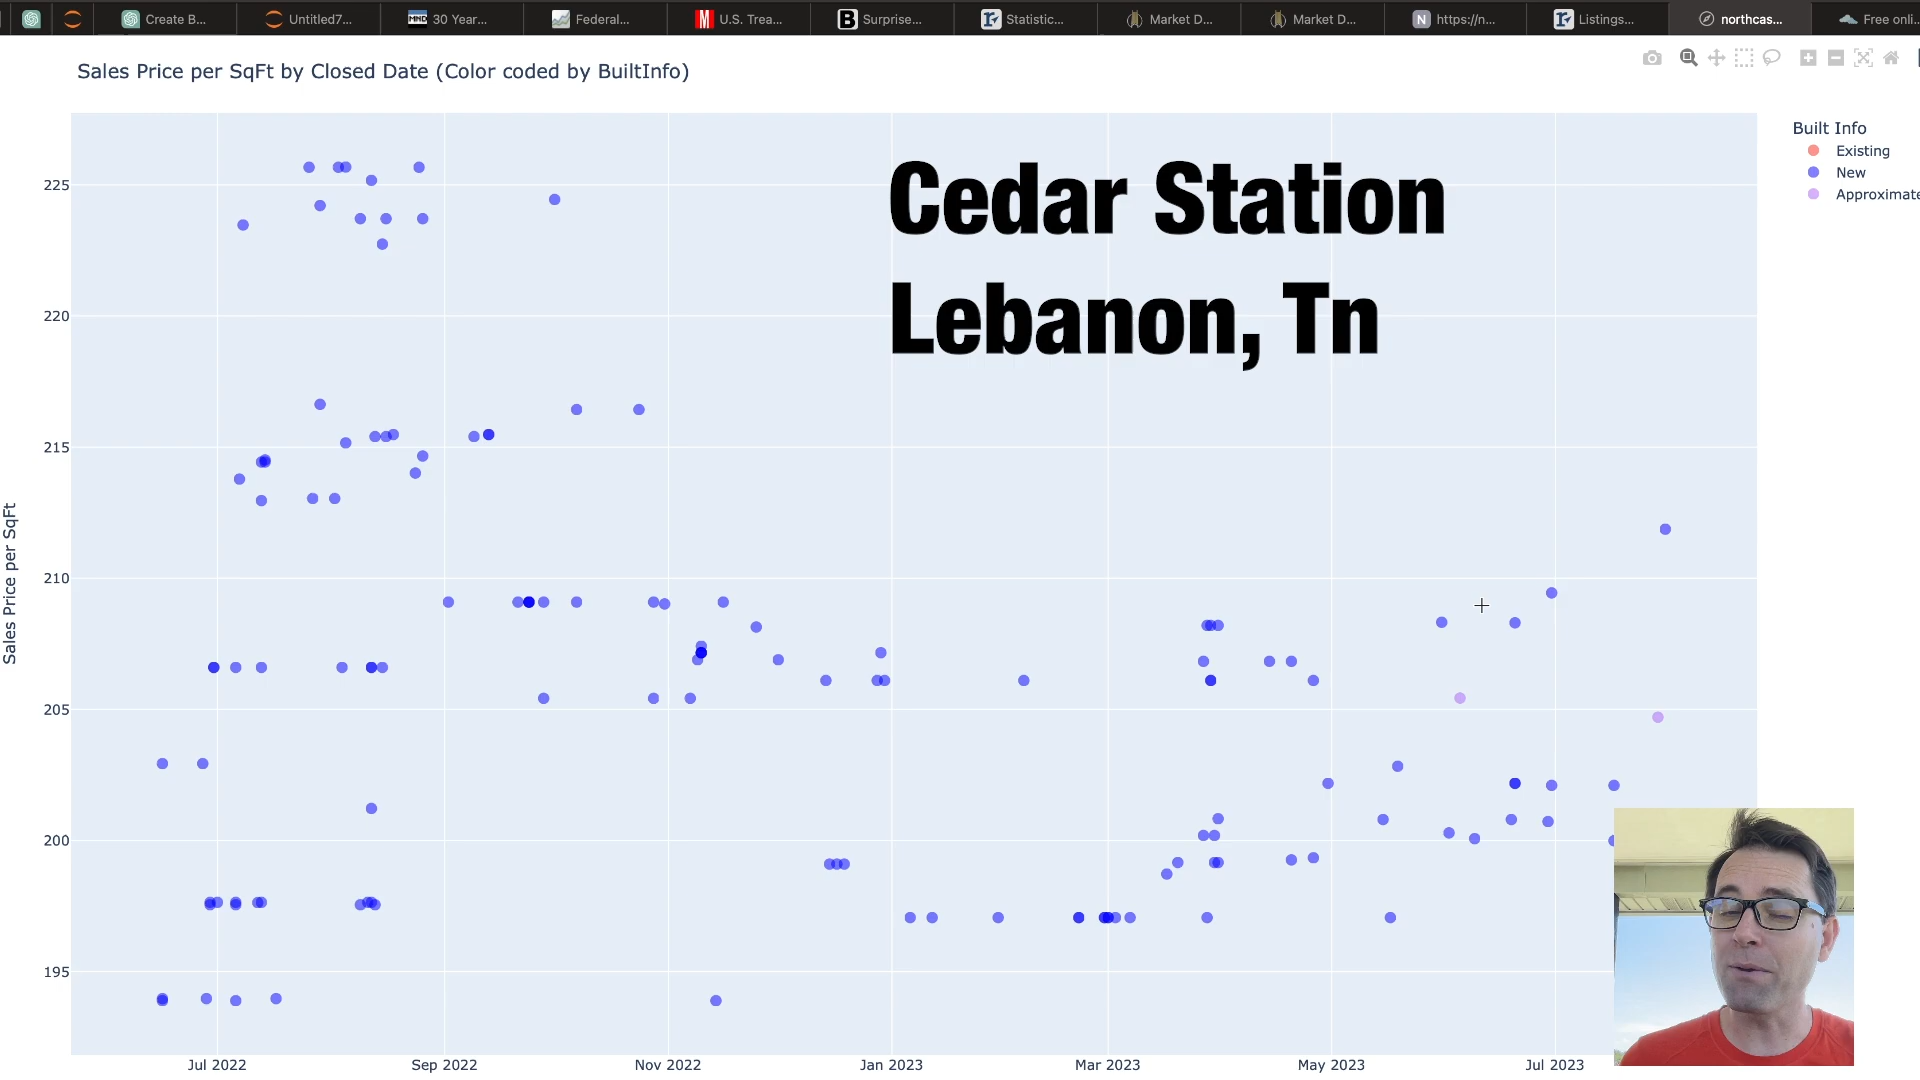 Create B...
Untitled7...
MND
30 Year...
Federal...
M
U.S. Trea...
B
Surprise...
r
Statistic...
Market D...
Market D...
N
https://n...
r
Listings...
northcas...
Free onli...
Sales Price per SqFt by Closed Date (Color coded by BuiltInfo)
Built Info
Existing
New
Approximate
Cedar Station
Lebanon, Tn
Sales Price per SqFt
225
220
215
210
205
200
195
Jul 2022
Sep 2022
Nov 2022
Jan 2023
Mar 2023
May 2023
Jul 2023